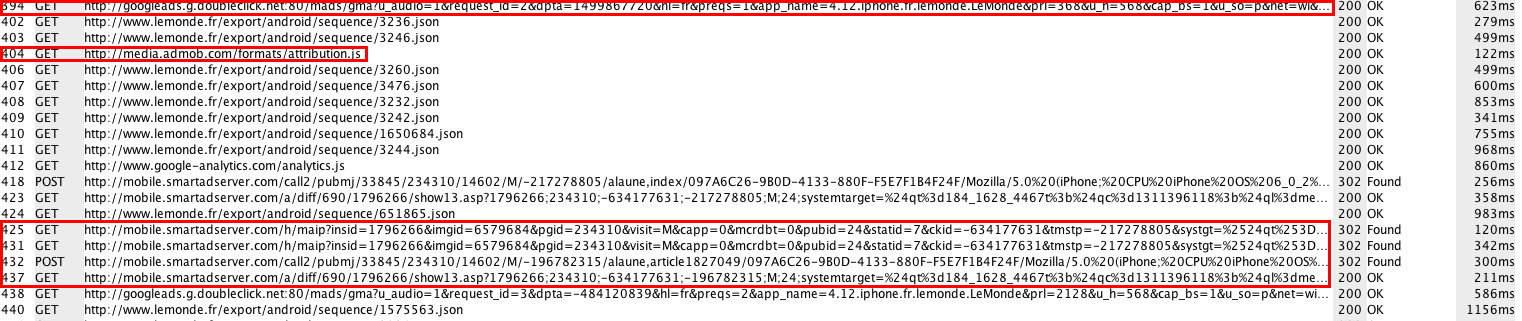 394 GET http://googleads.g.doubleclick.net:80/mads/gma?u_audio=1&request_id=2&dpta=1499867720&hl=fr&preqs=1&app_name=4.12.iphone.fr.lemonde.LeMonde&prl=368&u_h=568&cap_bs=1&u_so=p&net=wi&... 200 OK 623ms
402 GET http://www.lemonde.fr/export/android/sequence/3236.json 200 OK 279ms
403 GET http://www.lemonde.fr/export/android/sequence/3246.json 200 OK 499ms
404 GET http://media.admob.com/formats/attribution.js 200 OK 122ms
406 GET http://www.lemonde.fr/export/android/sequence/3260.json 200 OK 499ms
407 GET http://www.lemonde.fr/export/android/sequence/3476.json 200 OK 600ms
408 GET http://www.lemonde.fr/export/android/sequence/3232.json 200 OK 853ms
409 GET http://www.lemonde.fr/export/android/sequence/3242.json 200 OK 341ms
410 GET http://www.lemonde.fr/export/android/sequence/1650684.json 200 OK 755ms
411 GET http://www.lemonde.fr/export/android/sequence/3244.json 200 OK 968ms
412 GET http://www.google-analytics.com/analytics.js 200 OK 860ms
418 POST http://mobile.smartadserver.com/call2/pubmj/33845/234310/14602/M/-217278805/alaune,index/097A6C26-9B0D-4133-880F-F5E7F1B4F24F/Mozilla/5.0%20(iPhone;%20CPU%20iPhone%20OS%206_0_2%... 302 Found 256ms
423 GET http://mobile.smartadserver.com/a/diff/690/1796266/show13.asp?1796266;234310;-634177631;-217278805;M;24;systemtarget=%24qt%3d184_1628_4467t%3b%24qc%3d1311396118%3b%24ql%3dme... 200 OK 358ms
424 GET http://www.lemonde.fr/export/android/sequence/651865.json 200 OK 983ms
425 GET http://mobile.smartadserver.com/h/maip?insid=1796266&imgid=6579684&pgid=234310&visit=M&capp=0&mcrdbt=0&pubid=24&statid=7&ckid=-634177631&tmstp=-217278805&systgt=%2524qt%253D... 302 Found 120ms
431 GET http://mobile.smartadserver.com/h/maip?insid=1796266&imgid=6579684&pgid=234310&visit=M&capp=0&mcrdbt=0&pubid=24&statid=7&ckid=-634177631&tmstp=-217278805&systgt=%2524qt%253D... 302 Found 342ms
432 POST http://mobile.smartadserver.com/call2/pubmj/33845/234310/14602/M/-196782315/alaune,article1827049/097A6C26-9B0D-4133-880F-F5E7F1B4F24F/Mozilla/5.0%20(iPhone;%20CPU%20iPhone%20OS%... 302 Found 300ms
437 GET http://mobile.smartadserver.com/a/diff/690/1796266/show13.asp?1796266;234310;-634177631;-196782315;M;24;systemtarget=%24qt%3d184_1628_4467t%3b%24qc%3d1311396118%3b%24ql%3dme... 200 OK 211ms
438 GET http://googleads.g.doubleclick.net:80/mads/gma?u_audio=1&request_id=3&dpta=-484120839&hl=fr&preqs=2&app_name=4.12.iphone.fr.lemonde.LeMonde&prl=2128&u_h=568&cap_bs=1&u_so=p&net=wi... 200 OK 586ms
440 GET http://www.lemonde.fr/export/android/sequence/1575563.json 200 OK 1156ms